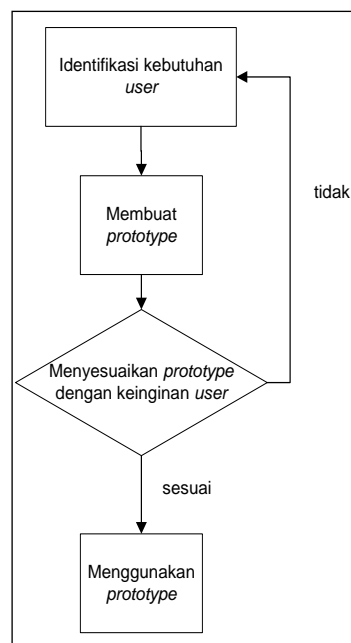 Identifikasi kebutuhan
user
Membuat
prototype
tidak
Menyesuaikan prototype
dengan keinginan user
sesuai
Menggunakan
prototype